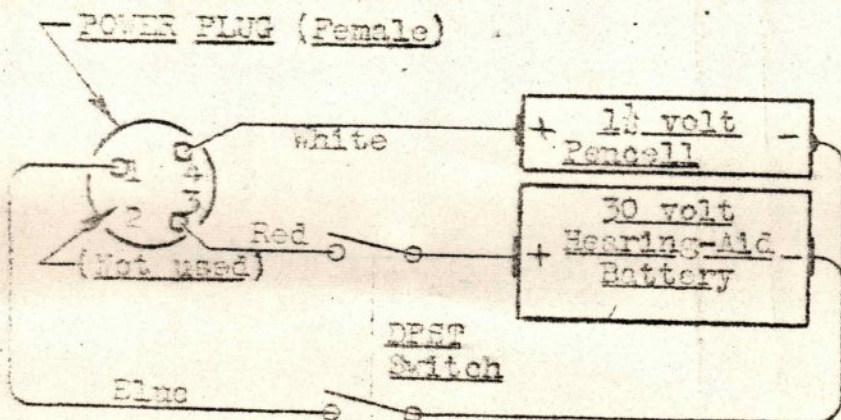 POWER PLUG (Female)
White
1½ volt
Pencell
+
-
1
4
3
2
(Not used)
Red
30 volt
Hearing-Aid
Battery
+
-
DPST
Switch
Blue